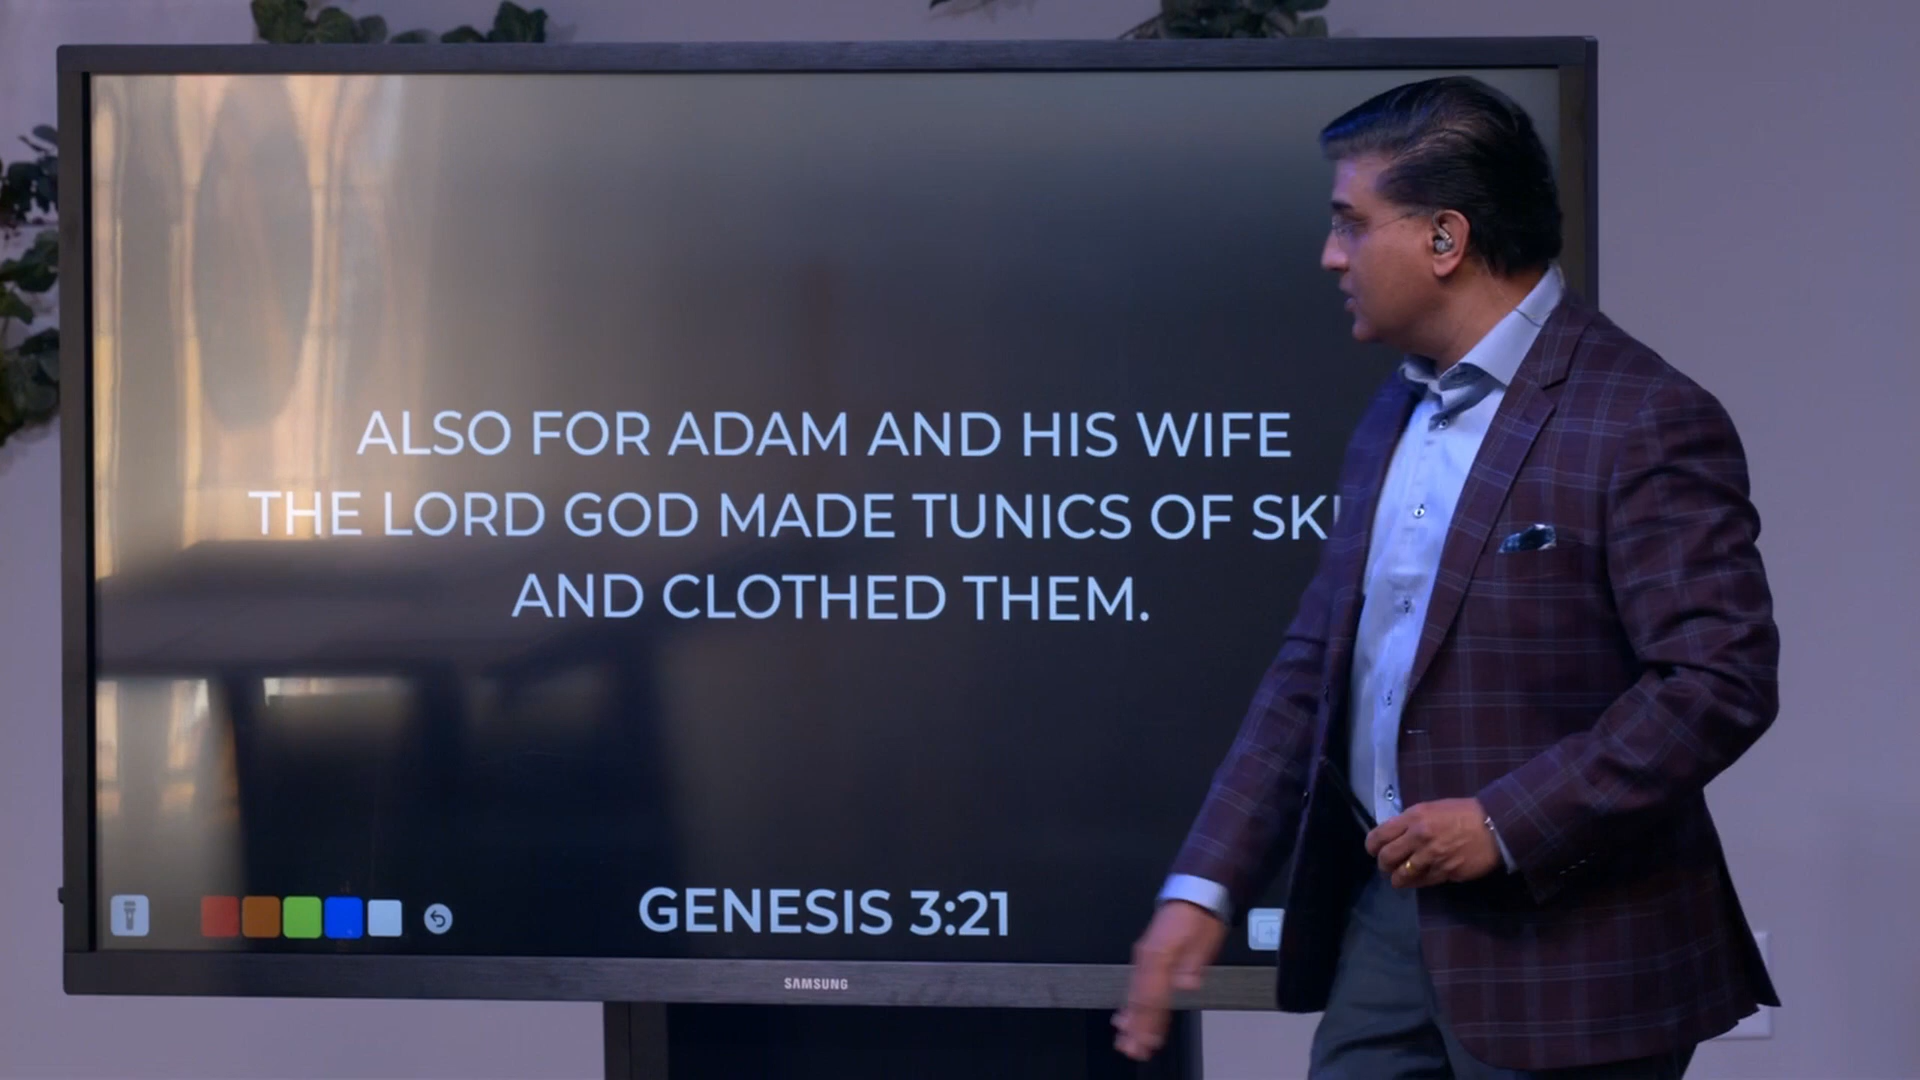 ALSO FOR ADAM AND HIS WIFE
THE LORD GOD MADE TUNICS OF
AND CLOTHED THEM.
GENESIS 3:21
SAMSUNG